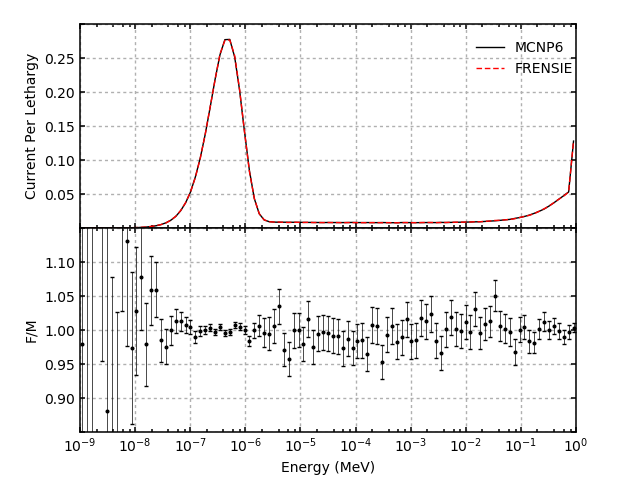 MCNP6
FRENSIE
Current Per Lethargy
0.25
0.20
0.15
0.10
0.05
F/M
1.10
1.05
1.00
0.95
0.90
10⁻⁹ 10⁻⁸ 10⁻⁷ 10⁻⁶ 10⁻⁵ 10⁻⁴ 10⁻³ 10⁻² 10⁻¹ 10⁰
Energy (MeV)